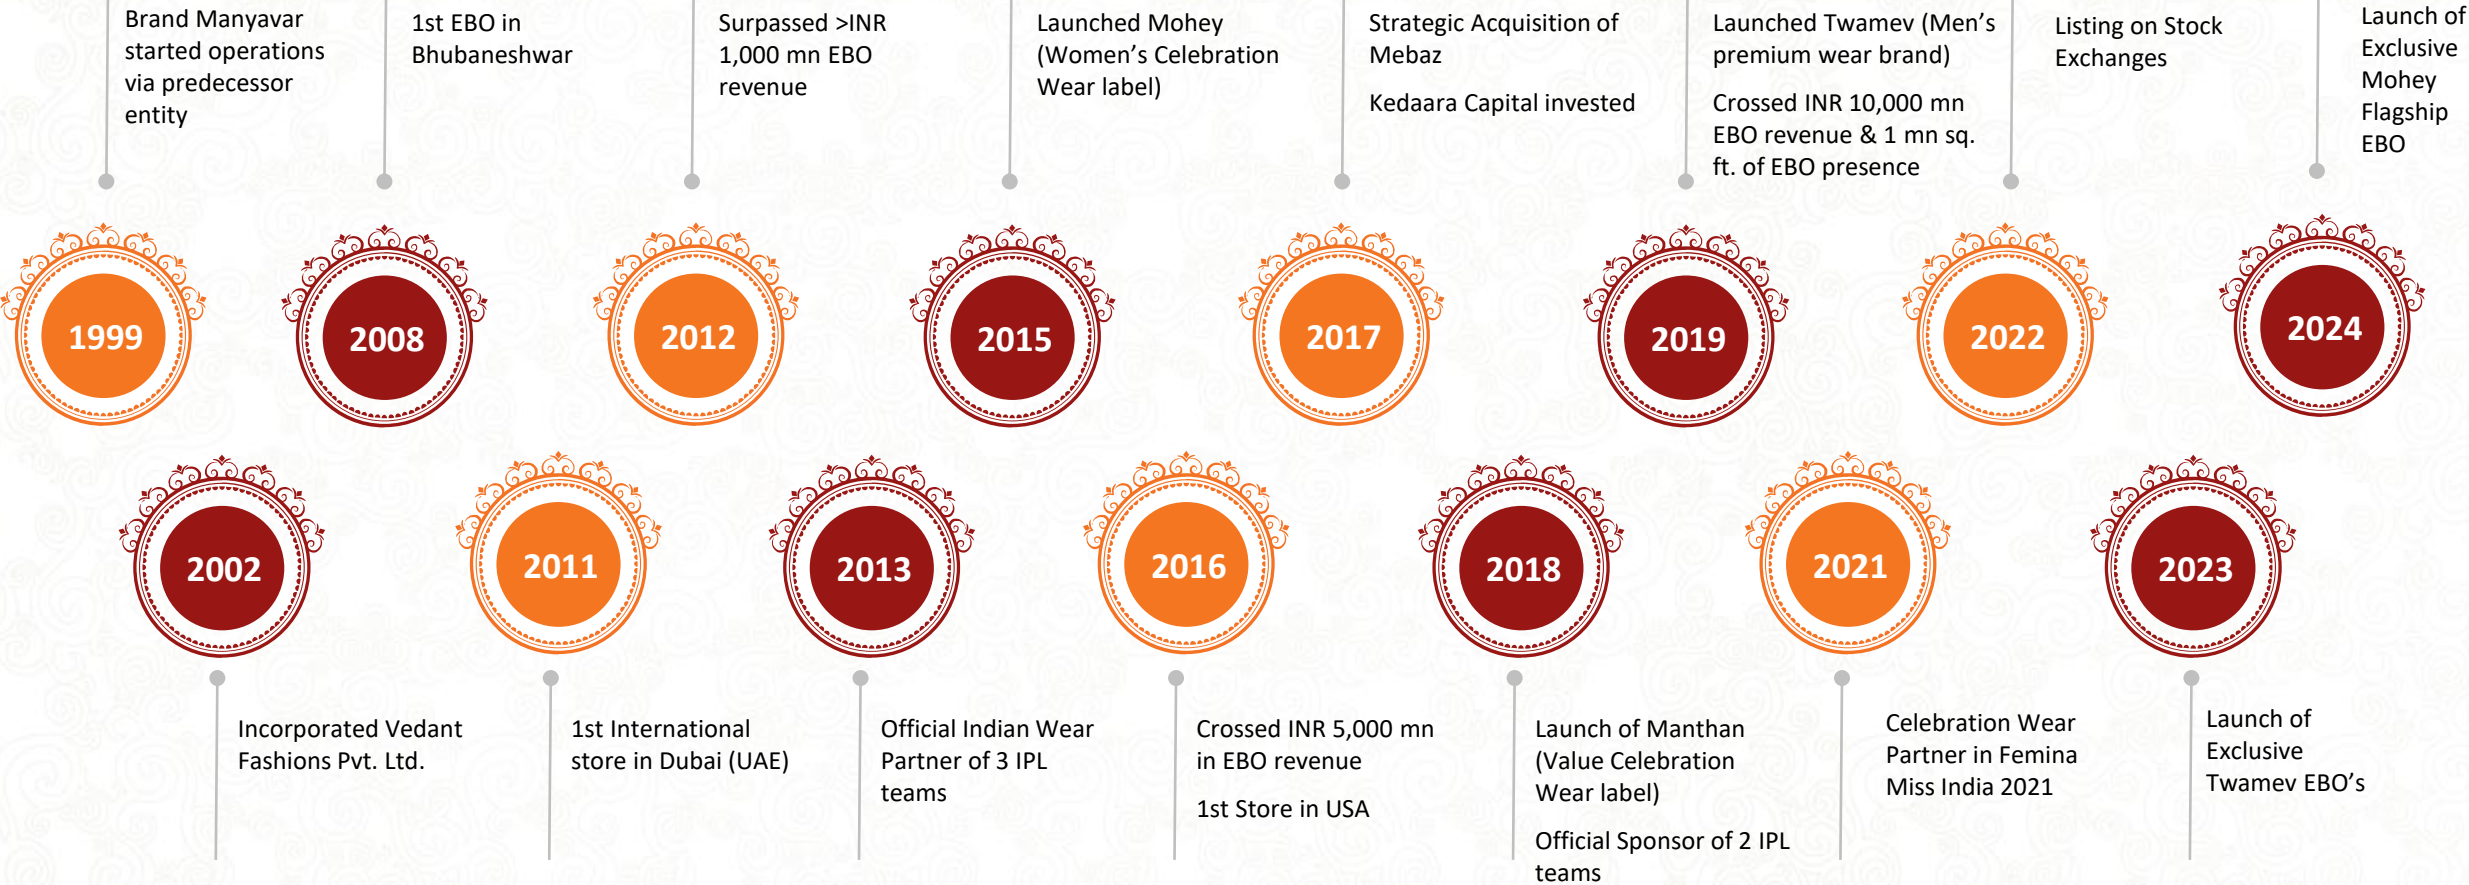 Brand Manyavar
started operations
via predecessor
entity
1st EBO in
Bhubaneshwar
Surpassed >INR
1,000 mn EBO
revenue
Launched Mohey
(Women's Celebration
Wear label)
Strategic Acquisition of
Mebaz
Kedaara Capital invested
Launched Twamev (Men's
premium wear brand)
Crossed INR 10,000 mn
EBO revenue & 1 mn sq.
ft. of EBO presence
Listing on Stock
Exchanges
Launch of
Exclusive
Mohey
Flagship
EBO
1999
2008
2012
2015
2017
2019
2022
2024
2002
2011
2013
2016
2018
2021
2023
Incorporated Vedant
Fashions Pvt. Ltd.
1st International
store in Dubai (UAE)
Official Indian Wear
Partner of 3 IPL
teams
Crossed INR 5,000 mn
in EBO revenue
1st Store in USA
Launch of Manthan
(Value Celebration
Wear label)
Official Sponsor of 2 IPL
teams
Celebration Wear
Partner in Femina
Miss India 2021
Launch of
Exclusive
Twamev EBO's